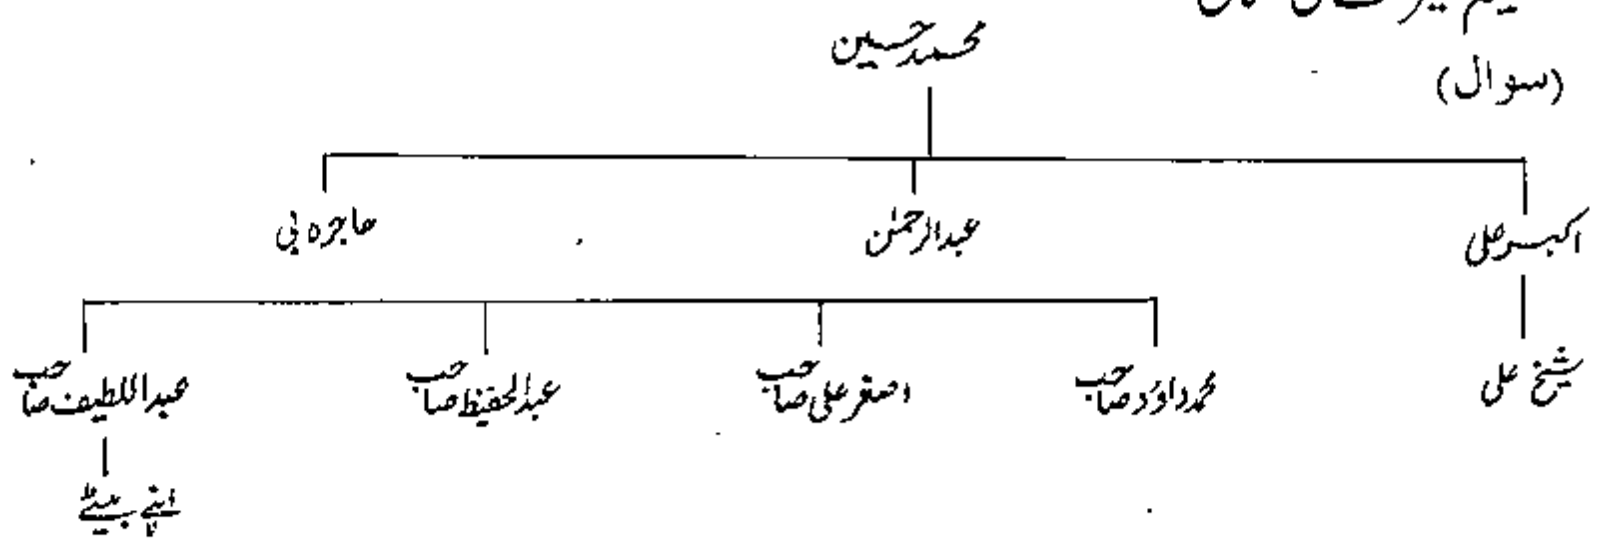 (سوال)
محمد حسین
اکبر علی عبدالرحمٰن حاجرہ بی
شیخ علی محمد داؤد صاحب اصغر علی صاحب عبدالحفیظ صاحب عبداللطیف صاحب
اپنے بیٹے